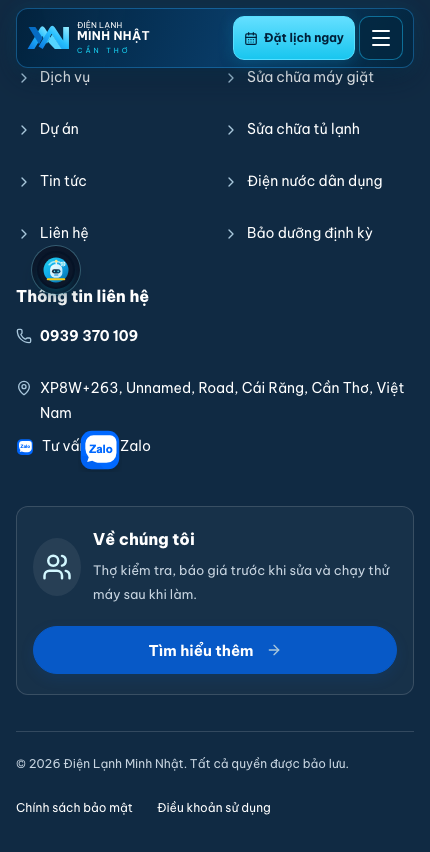 ĐIỆN LẠNH
MINH NHẬT
CẦN THƠ
Đặt lịch ngay
Dịch vụ
Sửa chữa máy giặt
Dự án
Sửa chữa tủ lạnh
Tin tức
Điện nước dân dụng
Liên hệ
Bảo dưỡng định kỳ
Thông tin liên hệ
0939 370 109
XP8W+263, Unnamed, Road, Cái Răng, Cần Thơ, Việt
Nam
Zalo
Tư vấn Zalo
Zalo
Về chúng tôi
Thợ kiểm tra, báo giá trước khi sửa và chạy thử
máy sau khi làm.
Tìm hiểu thêm
© 2026 Điện Lạnh Minh Nhật. Tất cả quyền được bảo lưu.
Chính sách bảo mật
Điều khoản sử dụng